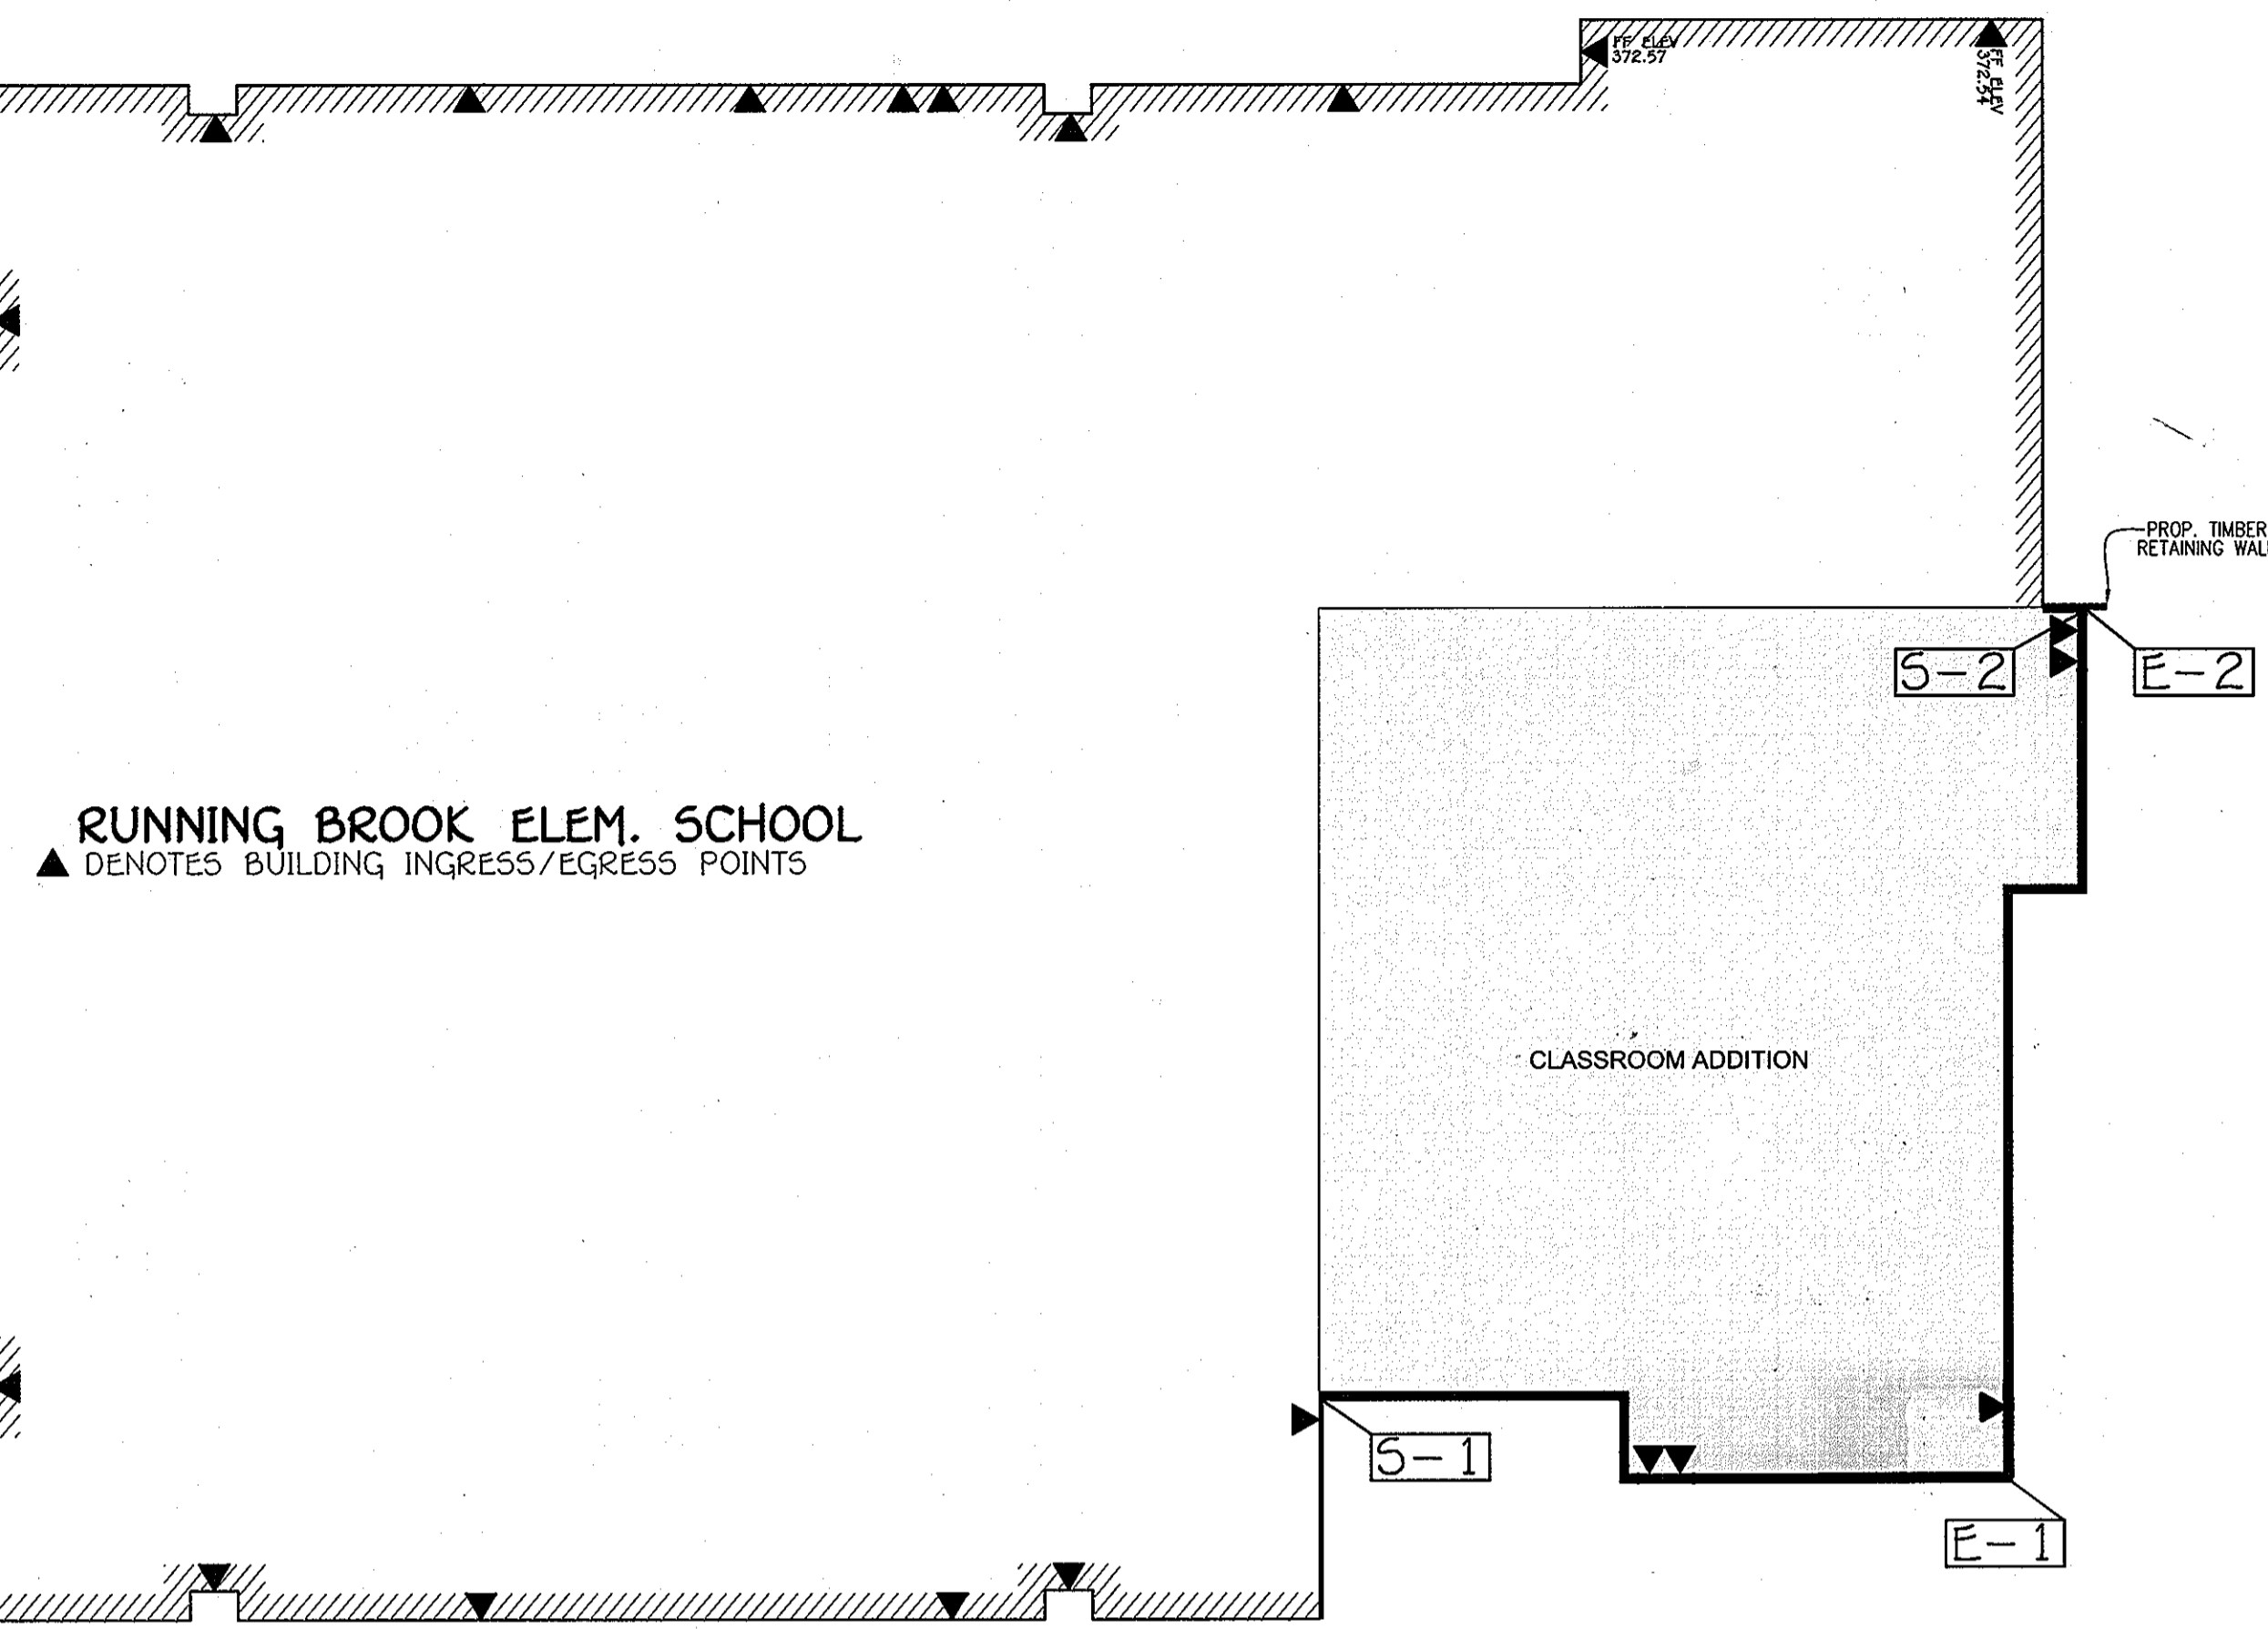 FF ELEV
372.57
FF ELEV
372.54
PROP. TIMBER
RETAINING WAL
S-2
E-2
RUNNING BROOK ELEM. SCHOOL
▲ DENOTES BUILDING INGRESS/EGRESS POINTS
CLASSROOM ADDITION
S-1
E-1